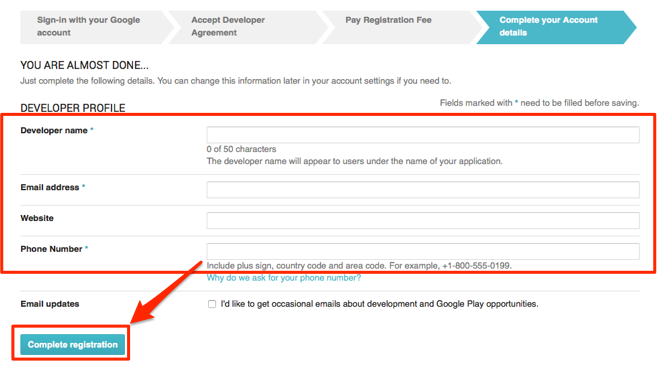 Sign-in with your Google account
Accept Developer Agreement
Pay Registration Fee
Complete your Account details
YOU ARE ALMOST DONE...
Just complete the following details. You can change this information later in your account settings if you need to.
DEVELOPER PROFILE
Fields marked with * need to be filled before saving.
Developer name *
0 of 50 characters
The developer name will appear to users under the name of your application.
Email address *
Website
Phone Number *
Include plus sign, country code and area code. For example, +1-800-555-0199.
Why do we ask for your phone number?
Email updates
I'd like to get occasional emails about development and Google Play opportunities.
Complete registration